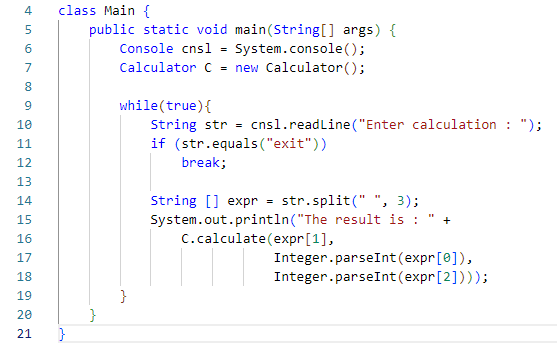 4 class Main {
5     public static void main(String[] args) {
6         Console cnsl = System.console();
7         Calculator C = new Calculator();
8
9         while(true){
10             String str = cnsl.readLine("Enter calculation : ");
11             if (str.equals("exit"))
12                 break;
13
14             String [] expr = str.split(" ", 3);
15             System.out.println("The result is : " +
16                 C.calculate(expr[1],
17                             Integer.parseInt(expr[0]),
18                             Integer.parseInt(expr[2])));
19         }
20     }
21 }